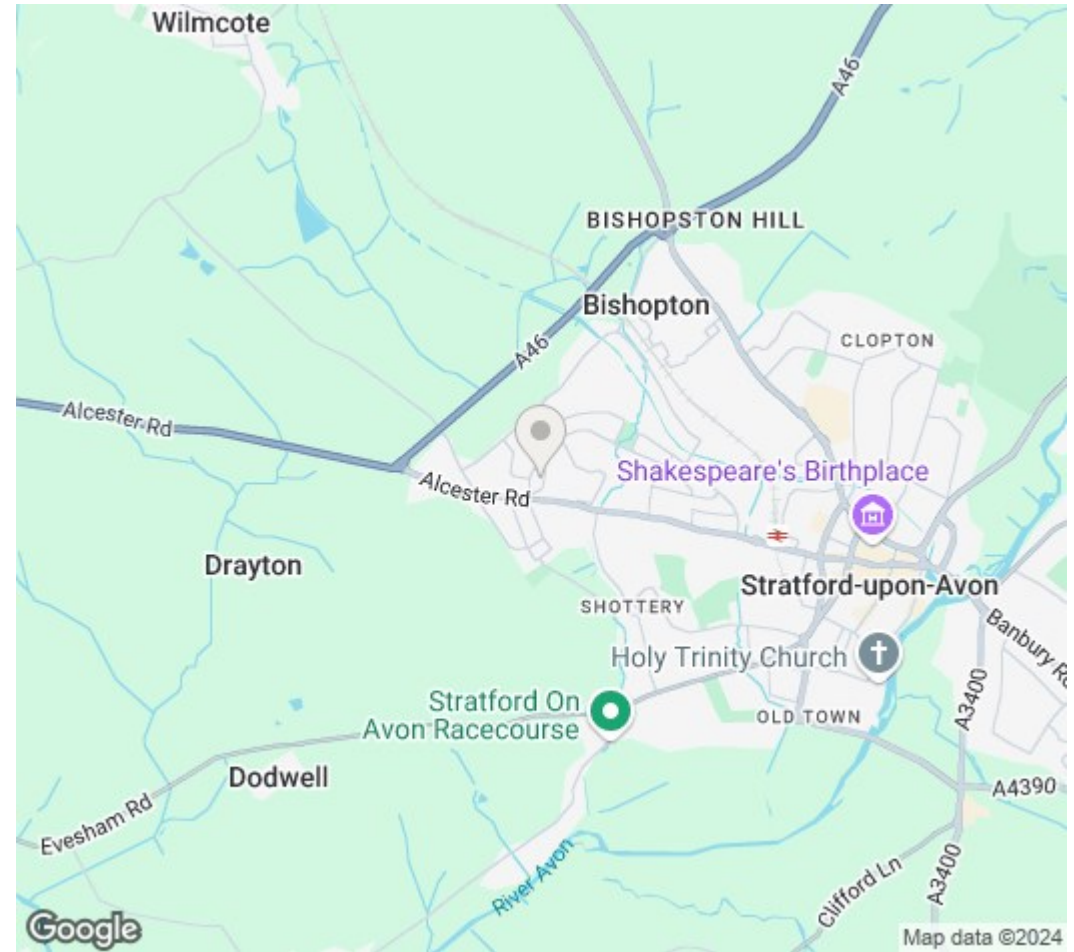 Wilmcote
A46
BISHOPSTON HILL
Bishopton
CLOPTON
A46
Alcester Rd
Alcester Rd
Shakespeare's Birthplace
Drayton
Stratford-upon-Avon
SHOTTERY
Banbury Rd
Holy Trinity Church
Stratford On
Avon Racecourse
OLD TOWN
A3400
Dodwell
A4390
Evesham Rd
River Avon
Clifford Ln
A3400
Google
Map data ©2024